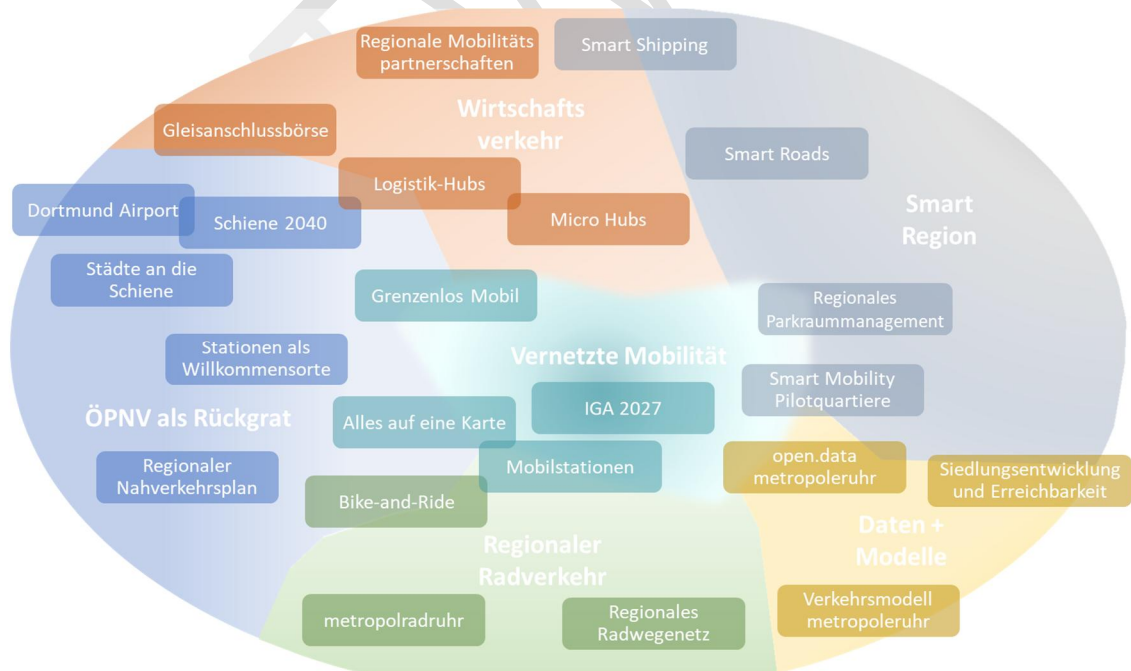 Regionale Mobilitäts
partnerschaften
Smart Shipping
Wirtschafts
verkehr
Gleisanschlussbörse
Smart Roads
Logistik-Hubs
Micro Hubs
Smart
Region
Dortmund Airport
Schiene 2040
Städte an die
Schiene
Grenzenlos Mobil
Regionales
Parkraummanagement
Stationen als
Willkommensorte
Vernetzte Mobilität
Smart Mobility
Pilotquartiere
ÖPNV als Rückgrat
Alles auf eine Karte
IGA 2027
Regionaler
Nahverkehrsplan
Mobilstationen
open.data
metropoleruhr
Siedlungsentwicklung
und Erreichbarkeit
Bike-and-Ride
Regionaler
Radverkehr
Daten +
Modelle
metropolradruhr
Regionales
Radwegenetz
Verkehrsmodell
metropoleruhr